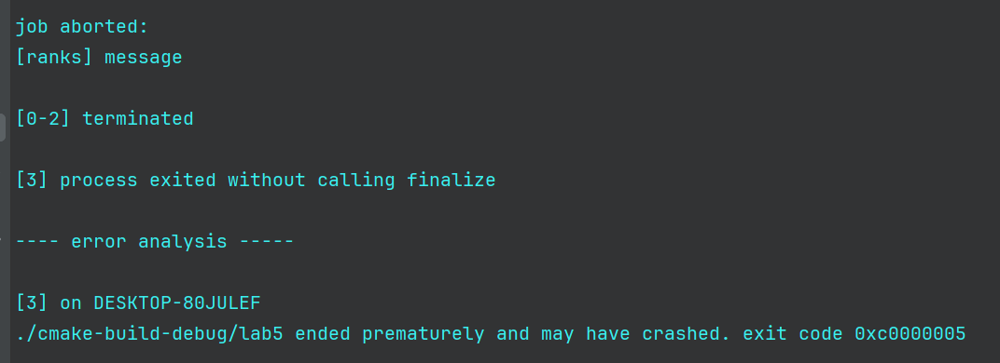 job aborted:
[ranks] message
[0-2] terminated
[3] process exited without calling finalize
---- error analysis -----
[3] on DESKTOP-80JULEF
./cmake-build-debug/lab5 ended prematurely and may have crashed. exit code 0xc0000005